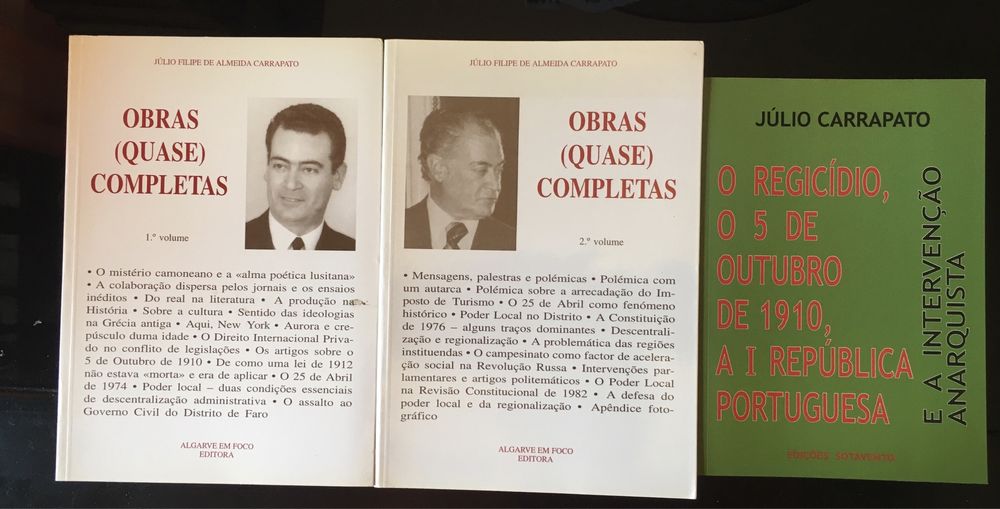 JÚLIO FILIPE DE ALMEIDA CARRAPATO
OBRAS
(QUASE)
COMPLETAS
1.º volume
• O mistério camoneano e a «alma poética lusitana»
• A colaboração dispersa pelos jornais e os ensaios
inéditos • Do real na literatura • A produção na
História • Sobre a cultura • Sentido das ideologias
na Grécia antiga • Aqui, New York • Aurora e cre-
púsculo duma idade • O Direito Internacional Priva-
do no conflito de legislações • Os artigos sobre o
5 de Outubro de 1910 • De como uma lei de 1912
não estava «morta» e era de aplicar • O 25 de Abril
de 1974 • Poder local – duas condições essenciais
de descentralização administrativa • O assalto ao
Governo Civil do Distrito de Faro
ALGARVE EM FOCO
EDITORA
JÚLIO FILIPE DE ALMEIDA CARRAPATO
OBRAS
(QUASE)
COMPLETAS
2.º volume
• Mensagens, palestras e polémicas • Polémica com
um autarca • Polémica sobre a arrecadação do Im-
posto de Turismo • O 25 de Abril como fenómeno
histórico • Poder Local no Distrito • A Constituição
de 1976 – alguns traços dominantes • Descentrali-
zação e regionalização • A problemática das regiões
instituendas • O campesinato como factor de acelera-
ção social na Revolução Russa • Intervenções par-
lamentares e artigos politemáticos • O Poder Local
na Revisão Constitucional de 1982 • A defesa do
poder local e da regionalização • Apêndice foto-
gráfico
ALGARVE EM FOCO
EDITORA
JÚLIO CARRAPATO
O REGICÍDIO,
O 5 DE
OUTUBRO
DE 1910,
A I REPÚBLICA
PORTUGUESA
E A INTERVENÇÃO
ANARQUISTA
EDIÇÕES SOTAVENTO